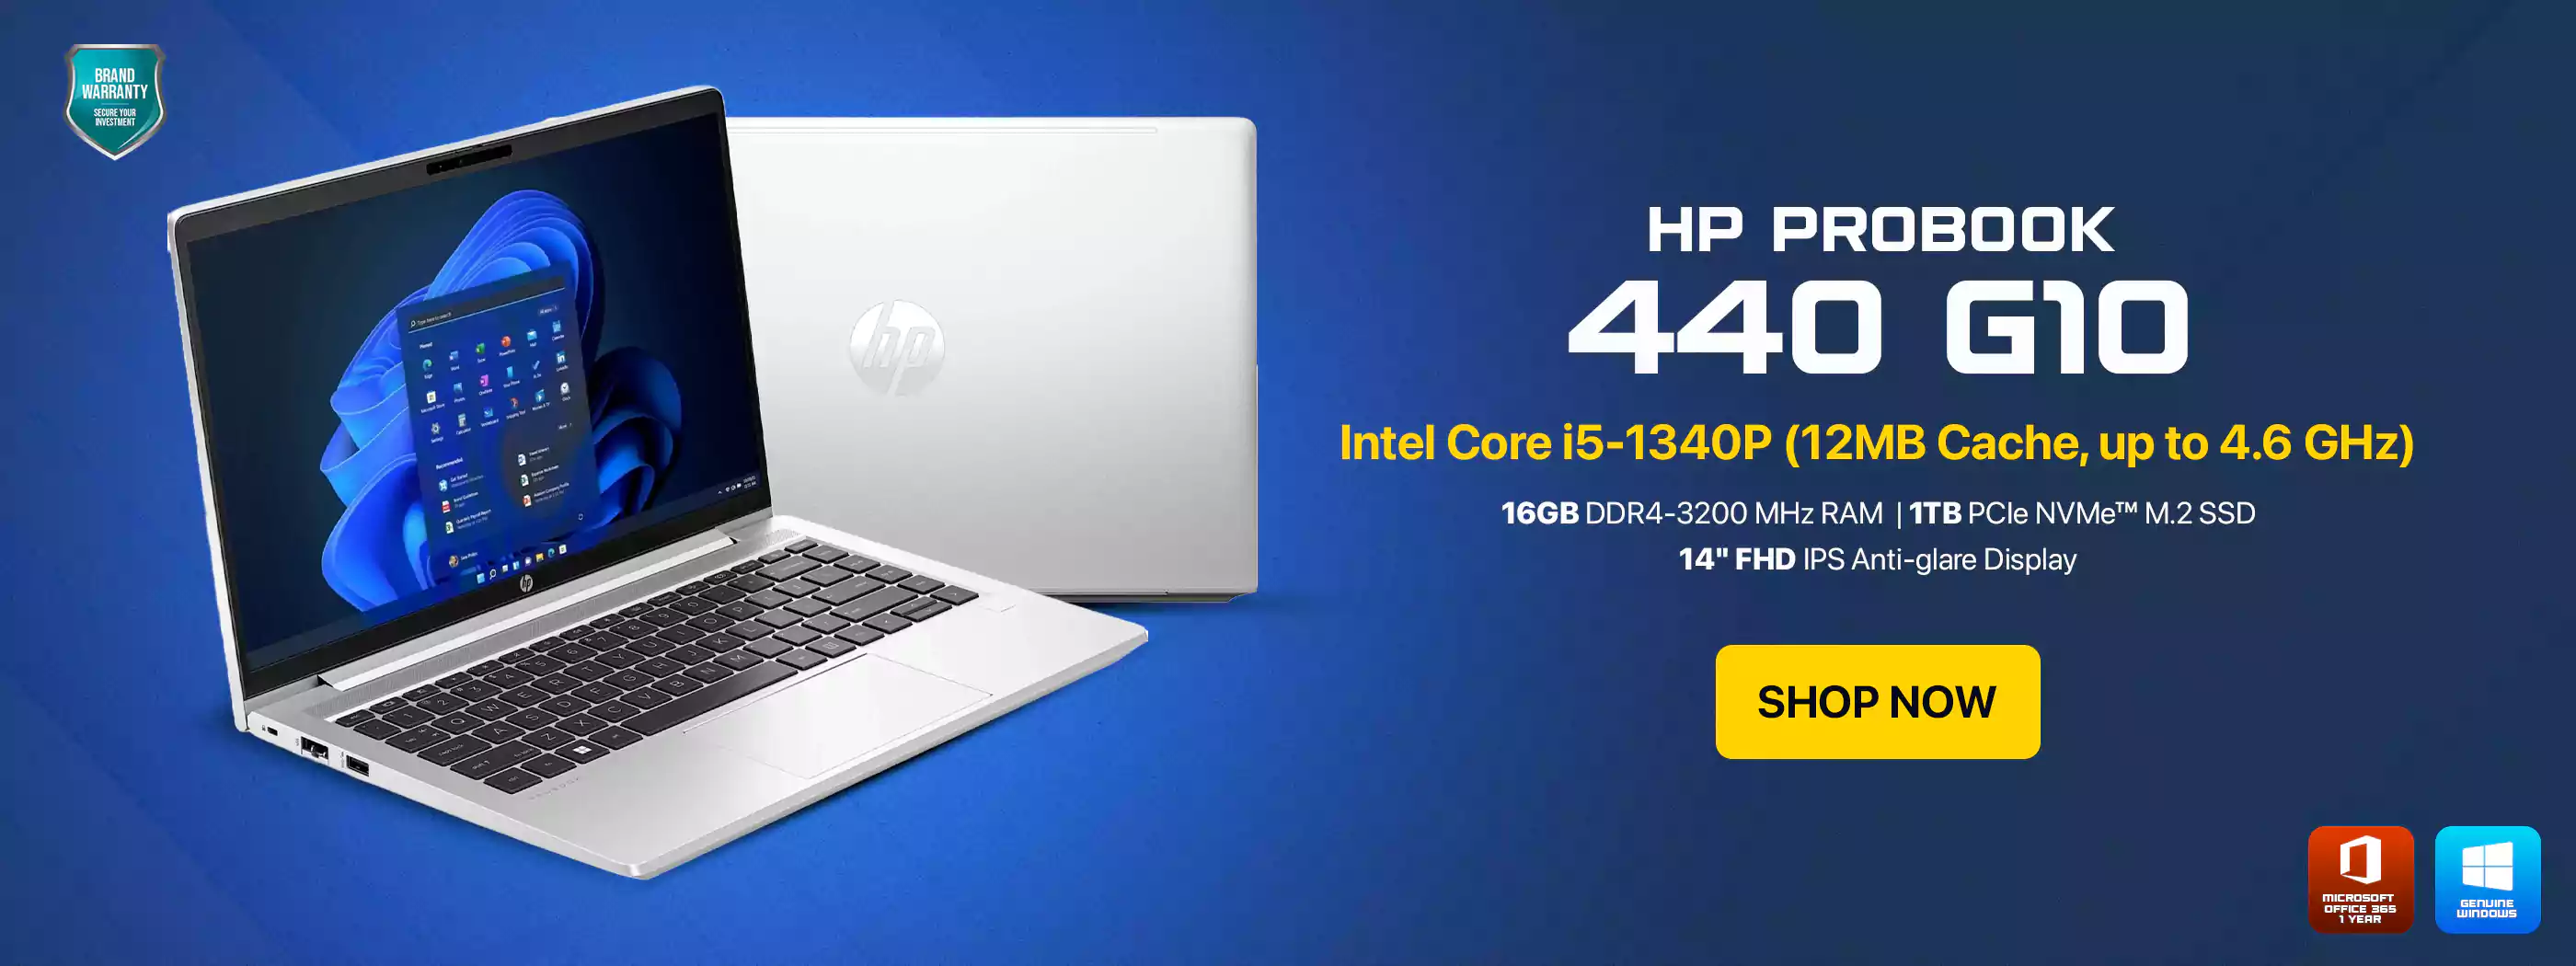 BRAND
WARRANTY
SECURE YOUR
INVESTMENT
hp
HP PROBOOK
440 G10
Intel Core i5-1340P (12MB Cache, up to 4.6 GHz)
16GB DDR4-3200 MHz RAM | 1TB PCIe NVMe™ M.2 SSD
14" FHD IPS Anti-glare Display
SHOP NOW
MICROSOFT
OFFICE 365
1 YEAR
GENUINE
WINDOWS